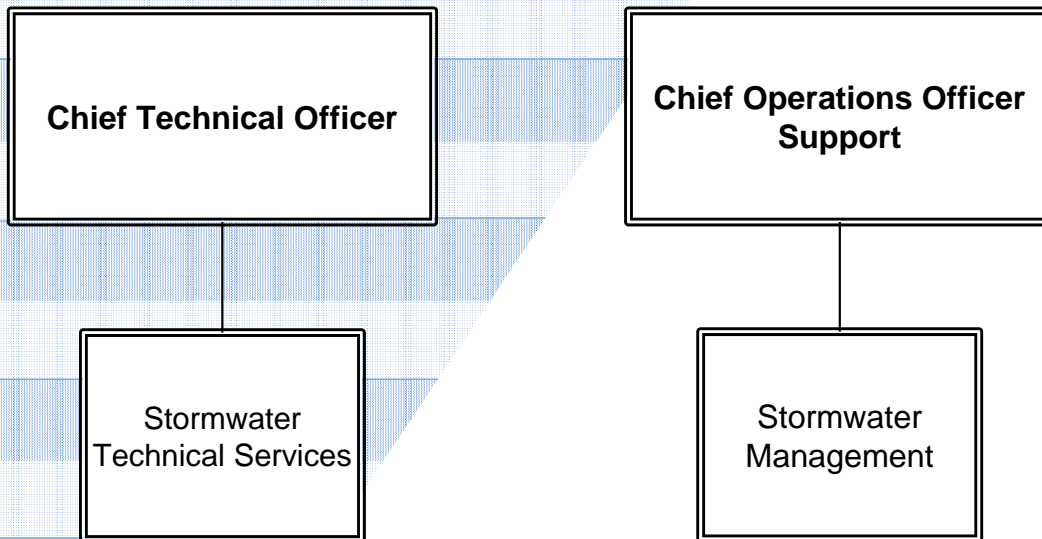 Chief Technical Officer
Chief Operations Officer
Support
Stormwater
Technical Services
Stormwater
Management